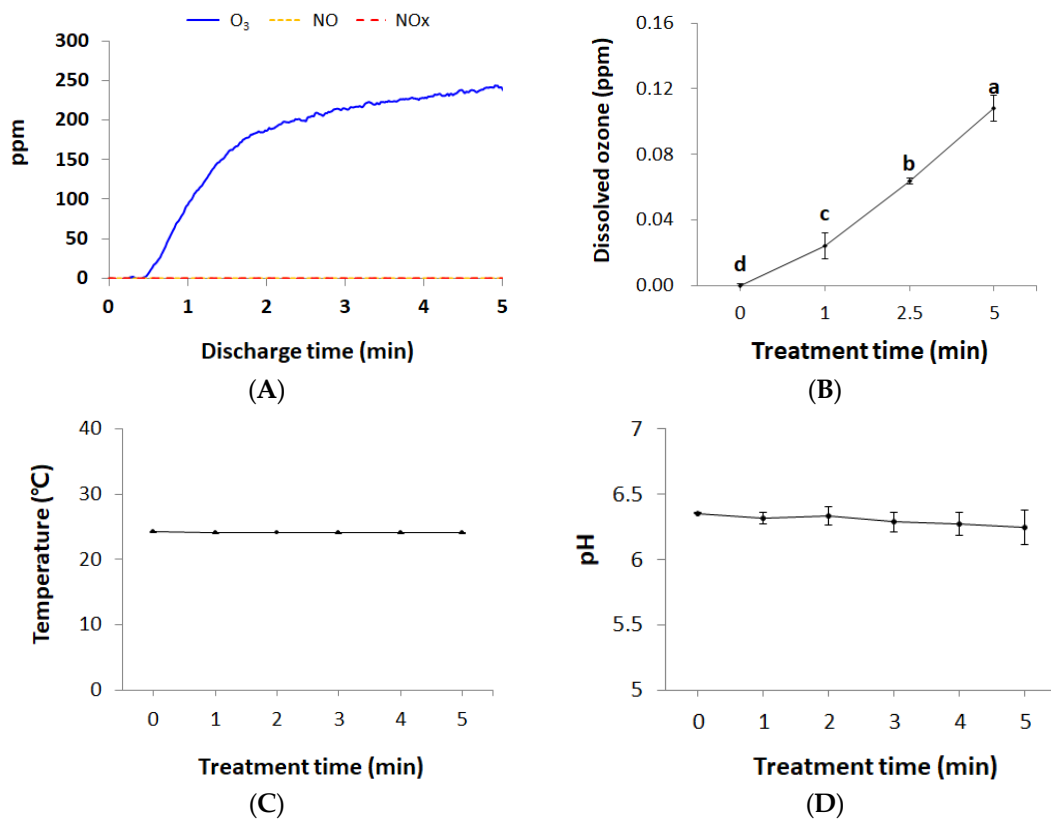 O3 NO NOx
300
250
200
150
100
50
0
ppm
0 1 2 3 4 5
Discharge time (min)
(A)
0.16
0.12
0.08
0.04
0.00
Dissolved ozone (ppm)
a
b
c
d
0 1 2.5 5
Treatment time (min)
(B)
40
30
20
10
0
Temperature (℃)
0 1 2 3 4 5
Treatment time (min)
(C)
7
6.5
6
5.5
5
pH
0 1 2 3 4 5
Treatment time (min)
(D)